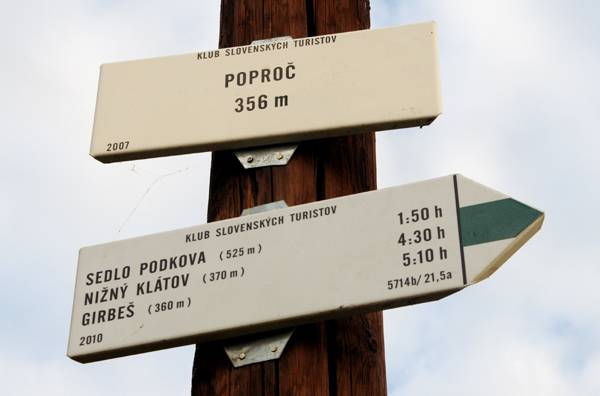 KLUB SLOVENSKÝCH TURISTOV
POPROČ
356 m
2007
KLUB SLOVENSKÝCH TURISTOV
SEDLO PODKOVA (525 m) 1:50 h
NIŽNÝ KLÁTOV (370 m) 4:30 h
GIRBEŠ (360 m) 5:10 h
2010 5714b/21,5a